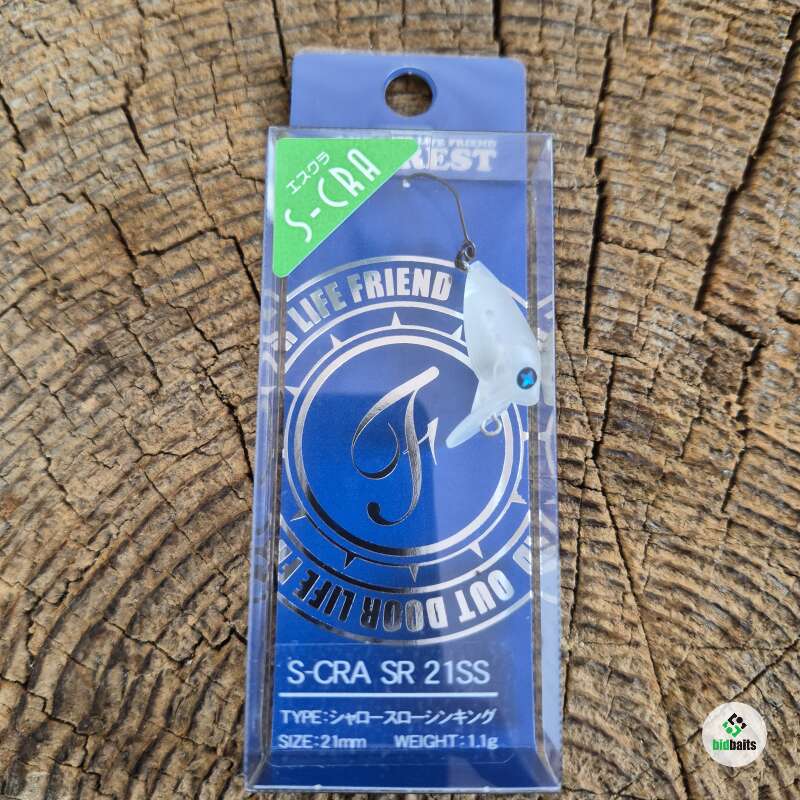 LIFE FRIEND
REST
エスクラ
S-CRA
LIFE FRIEND
OUT DOOR LIFE
F
S-CRA SR 21SS
TYPE:シャロースローシンキング
SIZE:21mm WEIGHT:1.1g
bidbaits